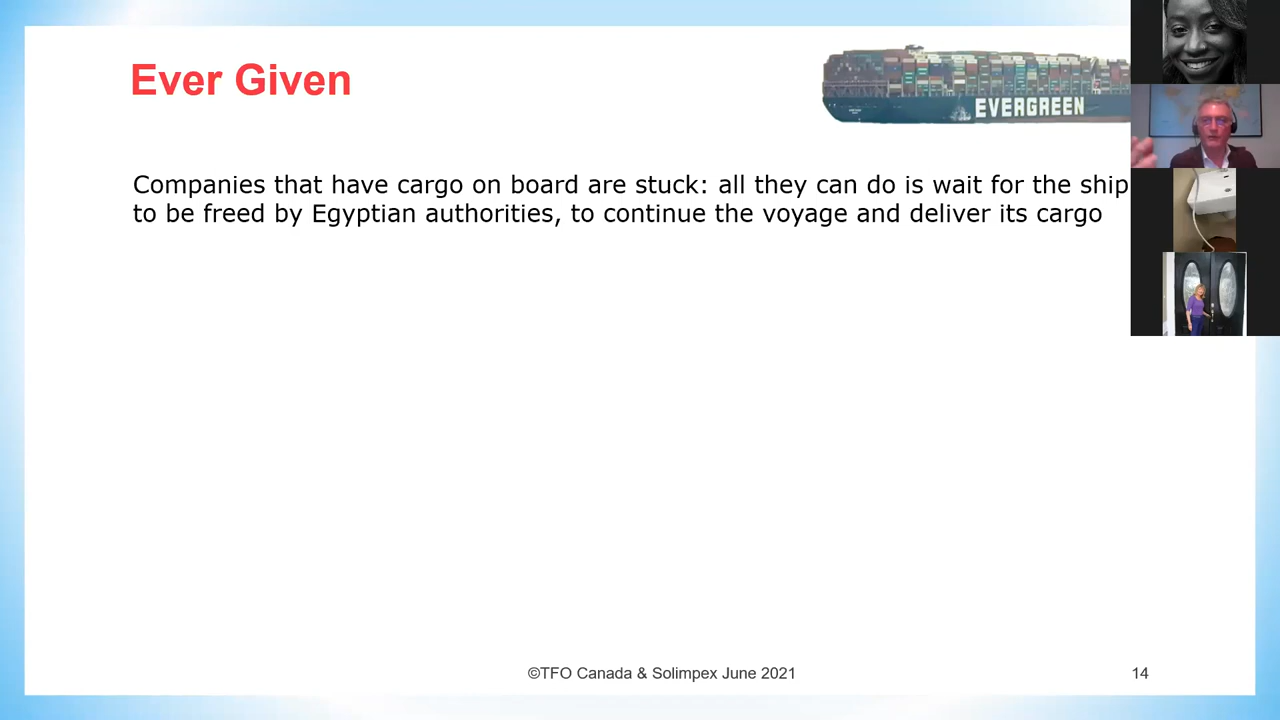 Ever Given
EVERGREEN
Companies that have cargo on board are stuck: all they can do is wait for the ship
to be freed by Egyptian authorities, to continue the voyage and deliver its cargo
©TFO Canada & Solimpex June 2021
14